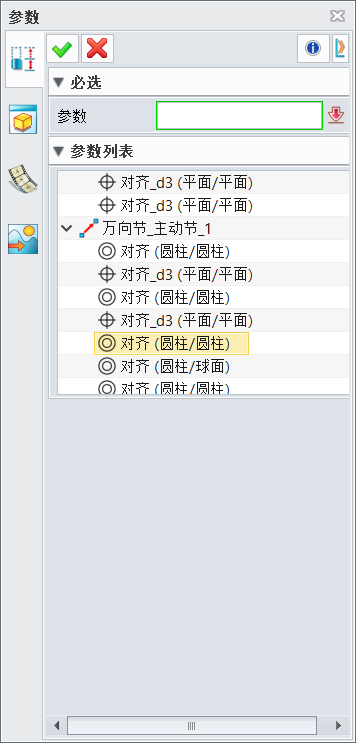 参数
必选
参数
参数列表
对齐_d3 (平面/平面)
对齐_d3 (平面/平面)
万向节_主动节_1
对齐 (圆柱/圆柱)
对齐_d3 (平面/平面)
对齐 (圆柱/圆柱)
对齐_d3 (平面/平面)
对齐 (圆柱/圆柱)
对齐 (圆柱/球面)
对齐 (圆柱/圆柱)